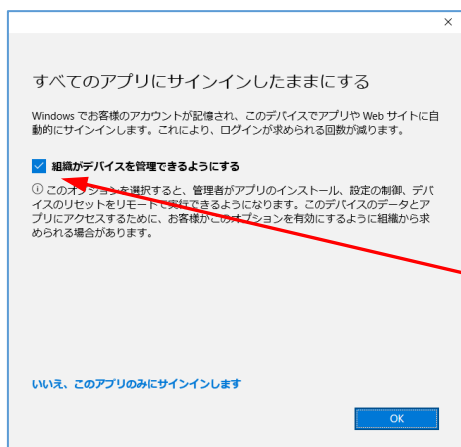 すべてのアプリにサインインしたままにする
Windows でお客様のアカウントが記憶され、このデバイスでアプリや Web サイトに自
動的にサインインします。これにより、ログインが求められる回数が減ります。
組織がデバイスを管理できるようにする
このオプションを選択すると、管理者がアプリのインストール、設定の制御、デバ
イスのリセットをリモートで実行できるようになります。このデバイスのデータとア
プリにアクセスするために、お客様がこのオプションを有効にするように組織から求
められる場合があります。
いいえ、このアプリのみにサインインします
OK